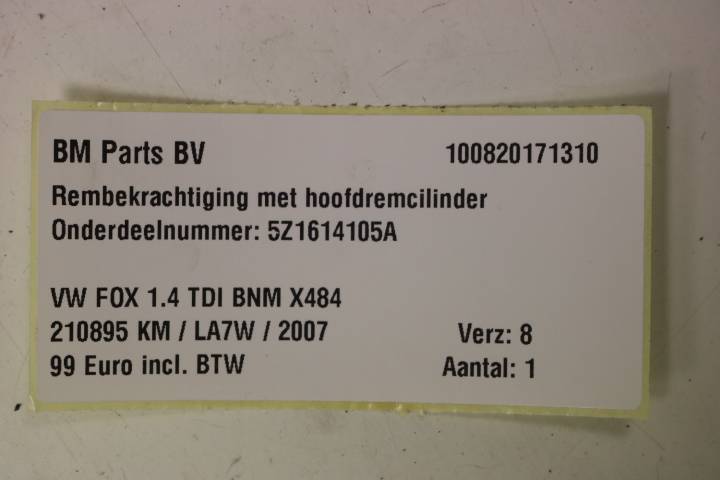 BM Parts BV 100820171310
Rembekrachtiging met hoofdremcilinder
Onderdeelnummer: 5Z1614105A
VW FOX 1.4 TDI BNM X484
210895 KM / LA7W / 2007 Verz: 8
99 Euro incl. BTW Aantal: 1